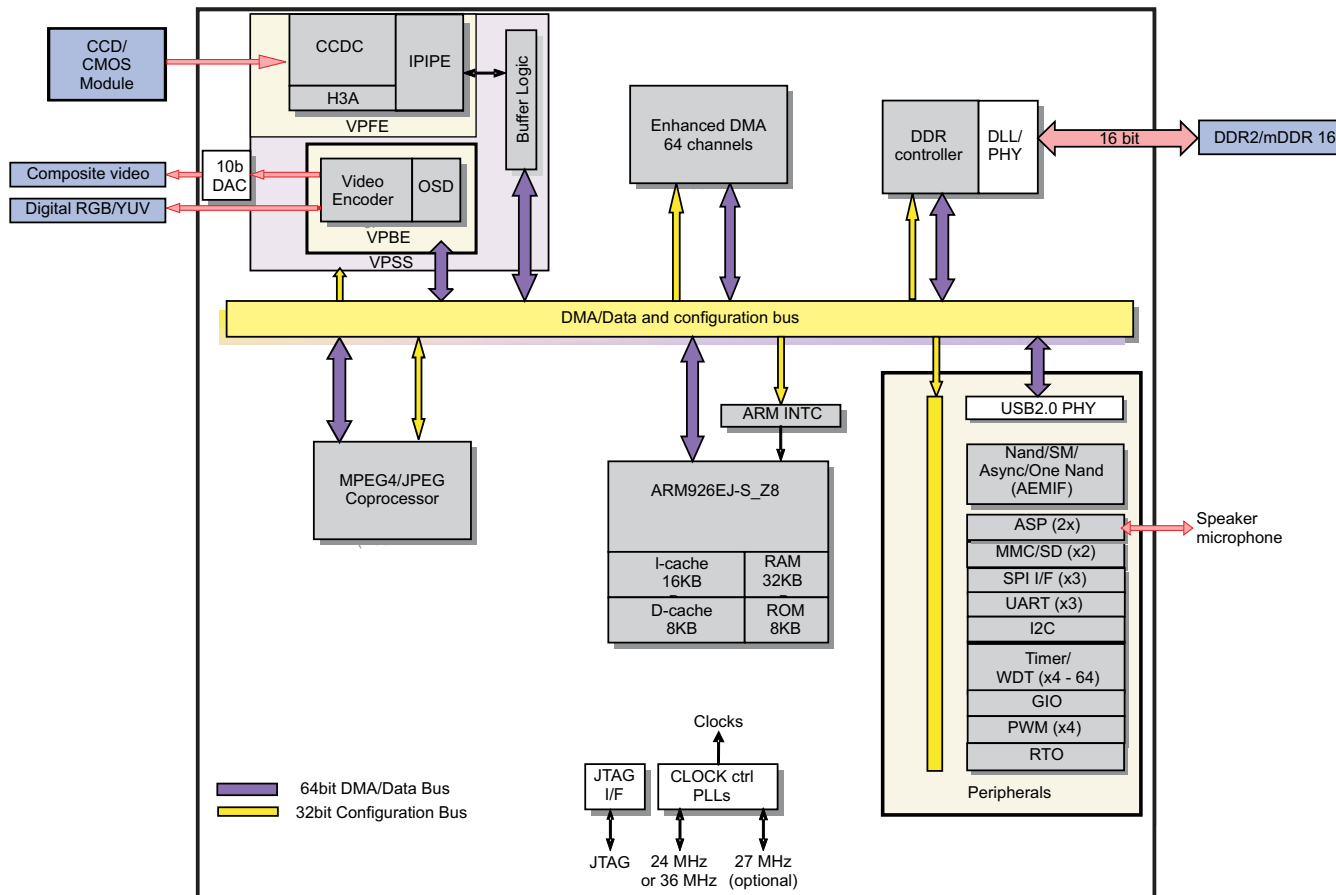 CCD/
CMOS
Module
CCDC
IPIPE
H3A
VPFE
Buffer Logic
Enhanced DMA
64 channels
DDR
controller
DLL/
PHY
16 bit
DDR2/mDDR 16
Composite video
Digital RGB/YUV
10b
DAC
Video
Encoder
OSD
VPBE
VPSS
DMA/Data and configuration bus
MPEG4/JPEG
Coprocessor
ARM INTC
ARM926EJ-S_Z8
I-cache
16KB
RAM
32KB
D-cache
8KB
ROM
8KB
USB2.0 PHY
Nand/SM/
Async/One Nand
(AEMIF)
ASP (2x)
Speaker
microphone
MMC/SD (x2)
SPI I/F (x3)
UART (x3)
I2C
Timer/
WDT (x4 - 64)
GIO
PWM (x4)
RTO
Peripherals
Clocks
JTAG
I/F
CLOCK ctrl
PLLs
JTAG
24 MHz
or 36 MHz
27 MHz
(optional)
64bit DMA/Data Bus
32bit Configuration Bus